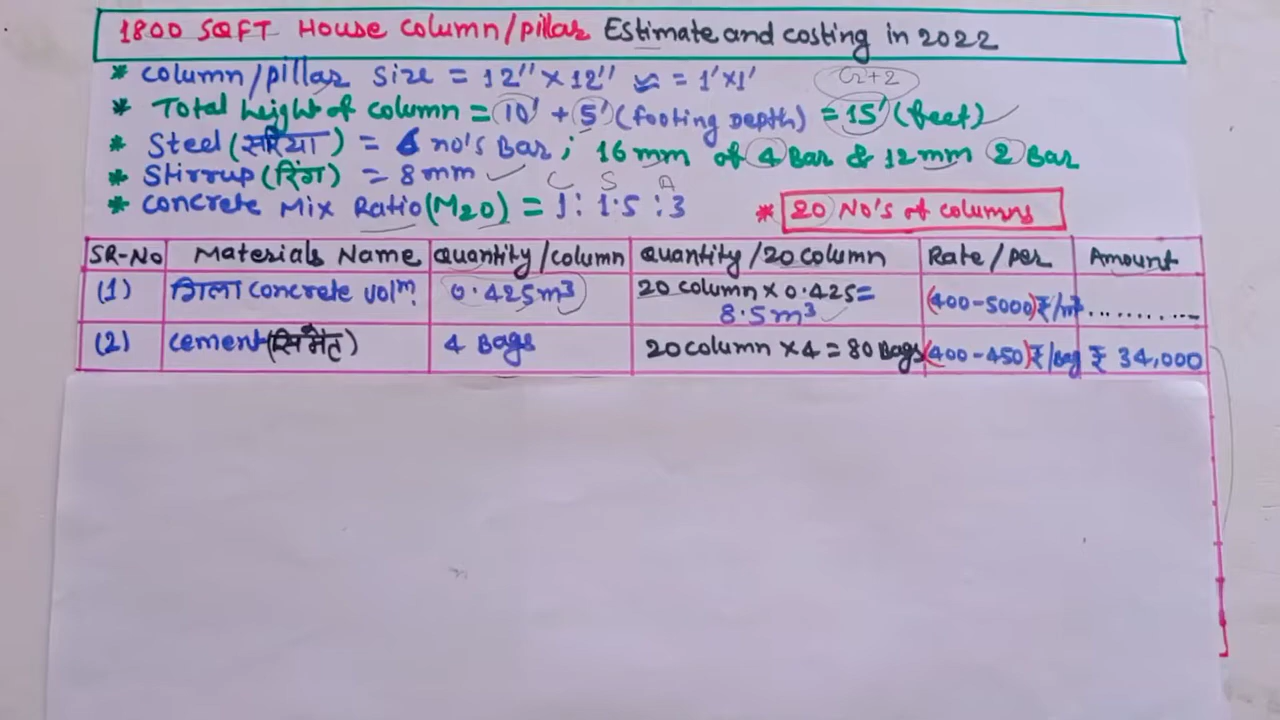 1800 SQFT House column/pillar Estimate and costing in 2022
* column/pillar size = 12" × 12" ≈ = 1'×1'
G+2
* Total height of column = 10' + 5' (footing Depth) = 15' (feet)
* Steel (सरिया) = 6 no's Bar; 16 mm of 4 Bar & 12 mm 2 Bar
* Stirrup (रिंग) = 8 mm
C S A
* Concrete Mix Ratio (M20) = 1 : 1.5 : 3
* 20 No's of columns
SR-No Materials Name Quantity/column Quantity/20 column Rate/per Amount
(1) गिला concrete volm. 0.425m³ 20 column × 0.425 = 8.5m³ (400-5000)₹/m³ ...........
(2) cement (सिमेंट) 4 Bags 20 column × 4 = 80 Bags (400-450)₹/bag ₹ 34,000